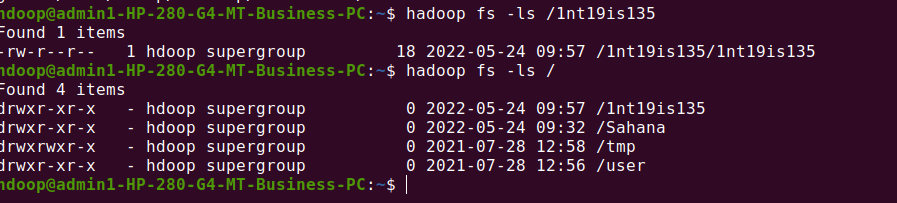 hdoop@admin1-HP-280-G4-MT-Business-PC:~$ hadoop fs -ls /1nt19is135
Found 1 items
-rw-r--r--   1 hdoop supergroup         18 2022-05-24 09:57 /1nt19is135/1nt19is135
hdoop@admin1-HP-280-G4-MT-Business-PC:~$ hadoop fs -ls /
Found 4 items
drwxr-xr-x   - hdoop supergroup          0 2022-05-24 09:57 /1nt19is135
drwxr-xr-x   - hdoop supergroup          0 2022-05-24 09:32 /Sahana
drwxrwxr-x   - hdoop supergroup          0 2021-07-28 12:58 /tmp
drwxr-xr-x   - hdoop supergroup          0 2021-07-28 12:56 /user
hdoop@admin1-HP-280-G4-MT-Business-PC:~$